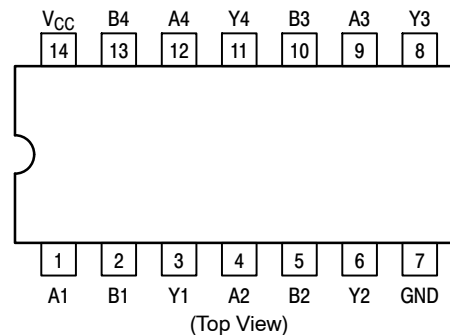 VCC B4 A4 Y4 B3 A3 Y3
14 13 12 11 10 9 8
1 2 3 4 5 6 7
A1 B1 Y1 A2 B2 Y2 GND
(Top View)